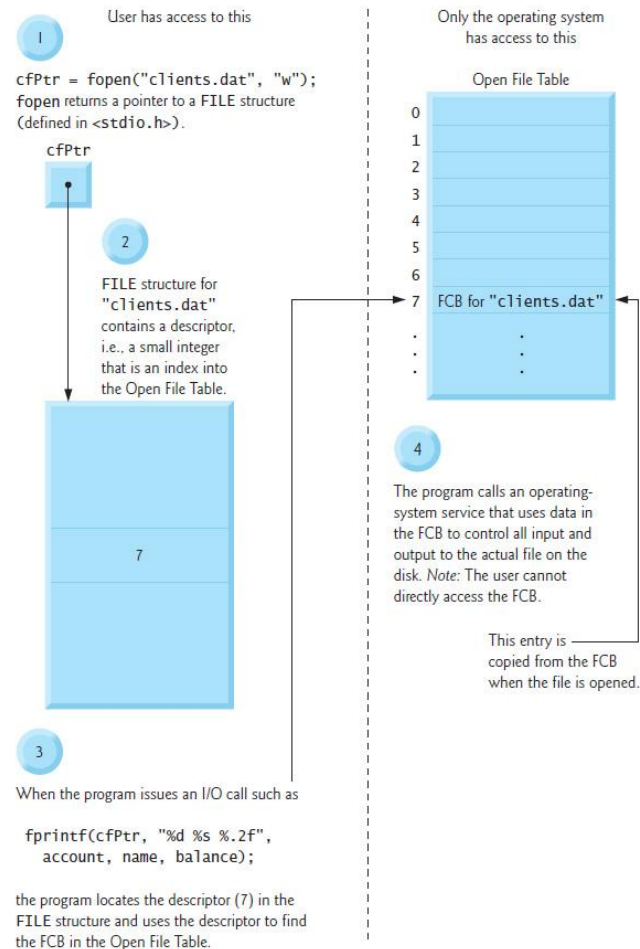 User has access to this
1
cfPtr = fopen("clients.dat", "w");
fopen returns a pointer to a FILE structure
(defined in <stdio.h>).
cfPtr
2
FILE structure for
"clients.dat"
contains a descriptor,
i.e., a small integer
that is an index into
the Open File Table.
7
3
When the program issues an I/O call such as
fprintf(cfPtr, "%d %s %.2f",
account, name, balance);
the program locates the descriptor (7) in the
FILE structure and uses the descriptor to find
the FCB in the Open File Table.
Only the operating system
has access to this
Open File Table
0
1
2
3
4
5
6
7 FCB for "clients.dat"
. .
. .
. .
4
The program calls an operating-
system service that uses data in
the FCB to control all input and
output to the actual file on the
disk. Note: The user cannot
directly access the FCB.
This entry is
copied from the FCB
when the file is opened.